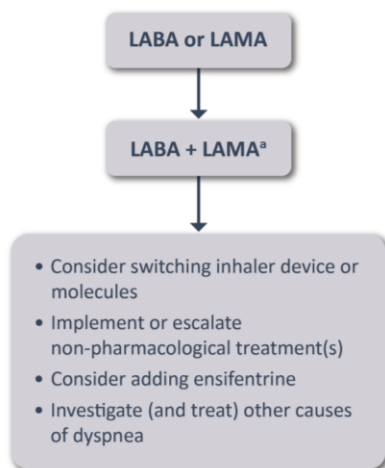 LABA or LAMA
LABA + LAMAᵃ
• Consider switching inhaler device or
molecules
• Implement or escalate
non-pharmacological treatment(s)
• Consider adding ensifentrine
• Investigate (and treat) other causes
of dyspnea